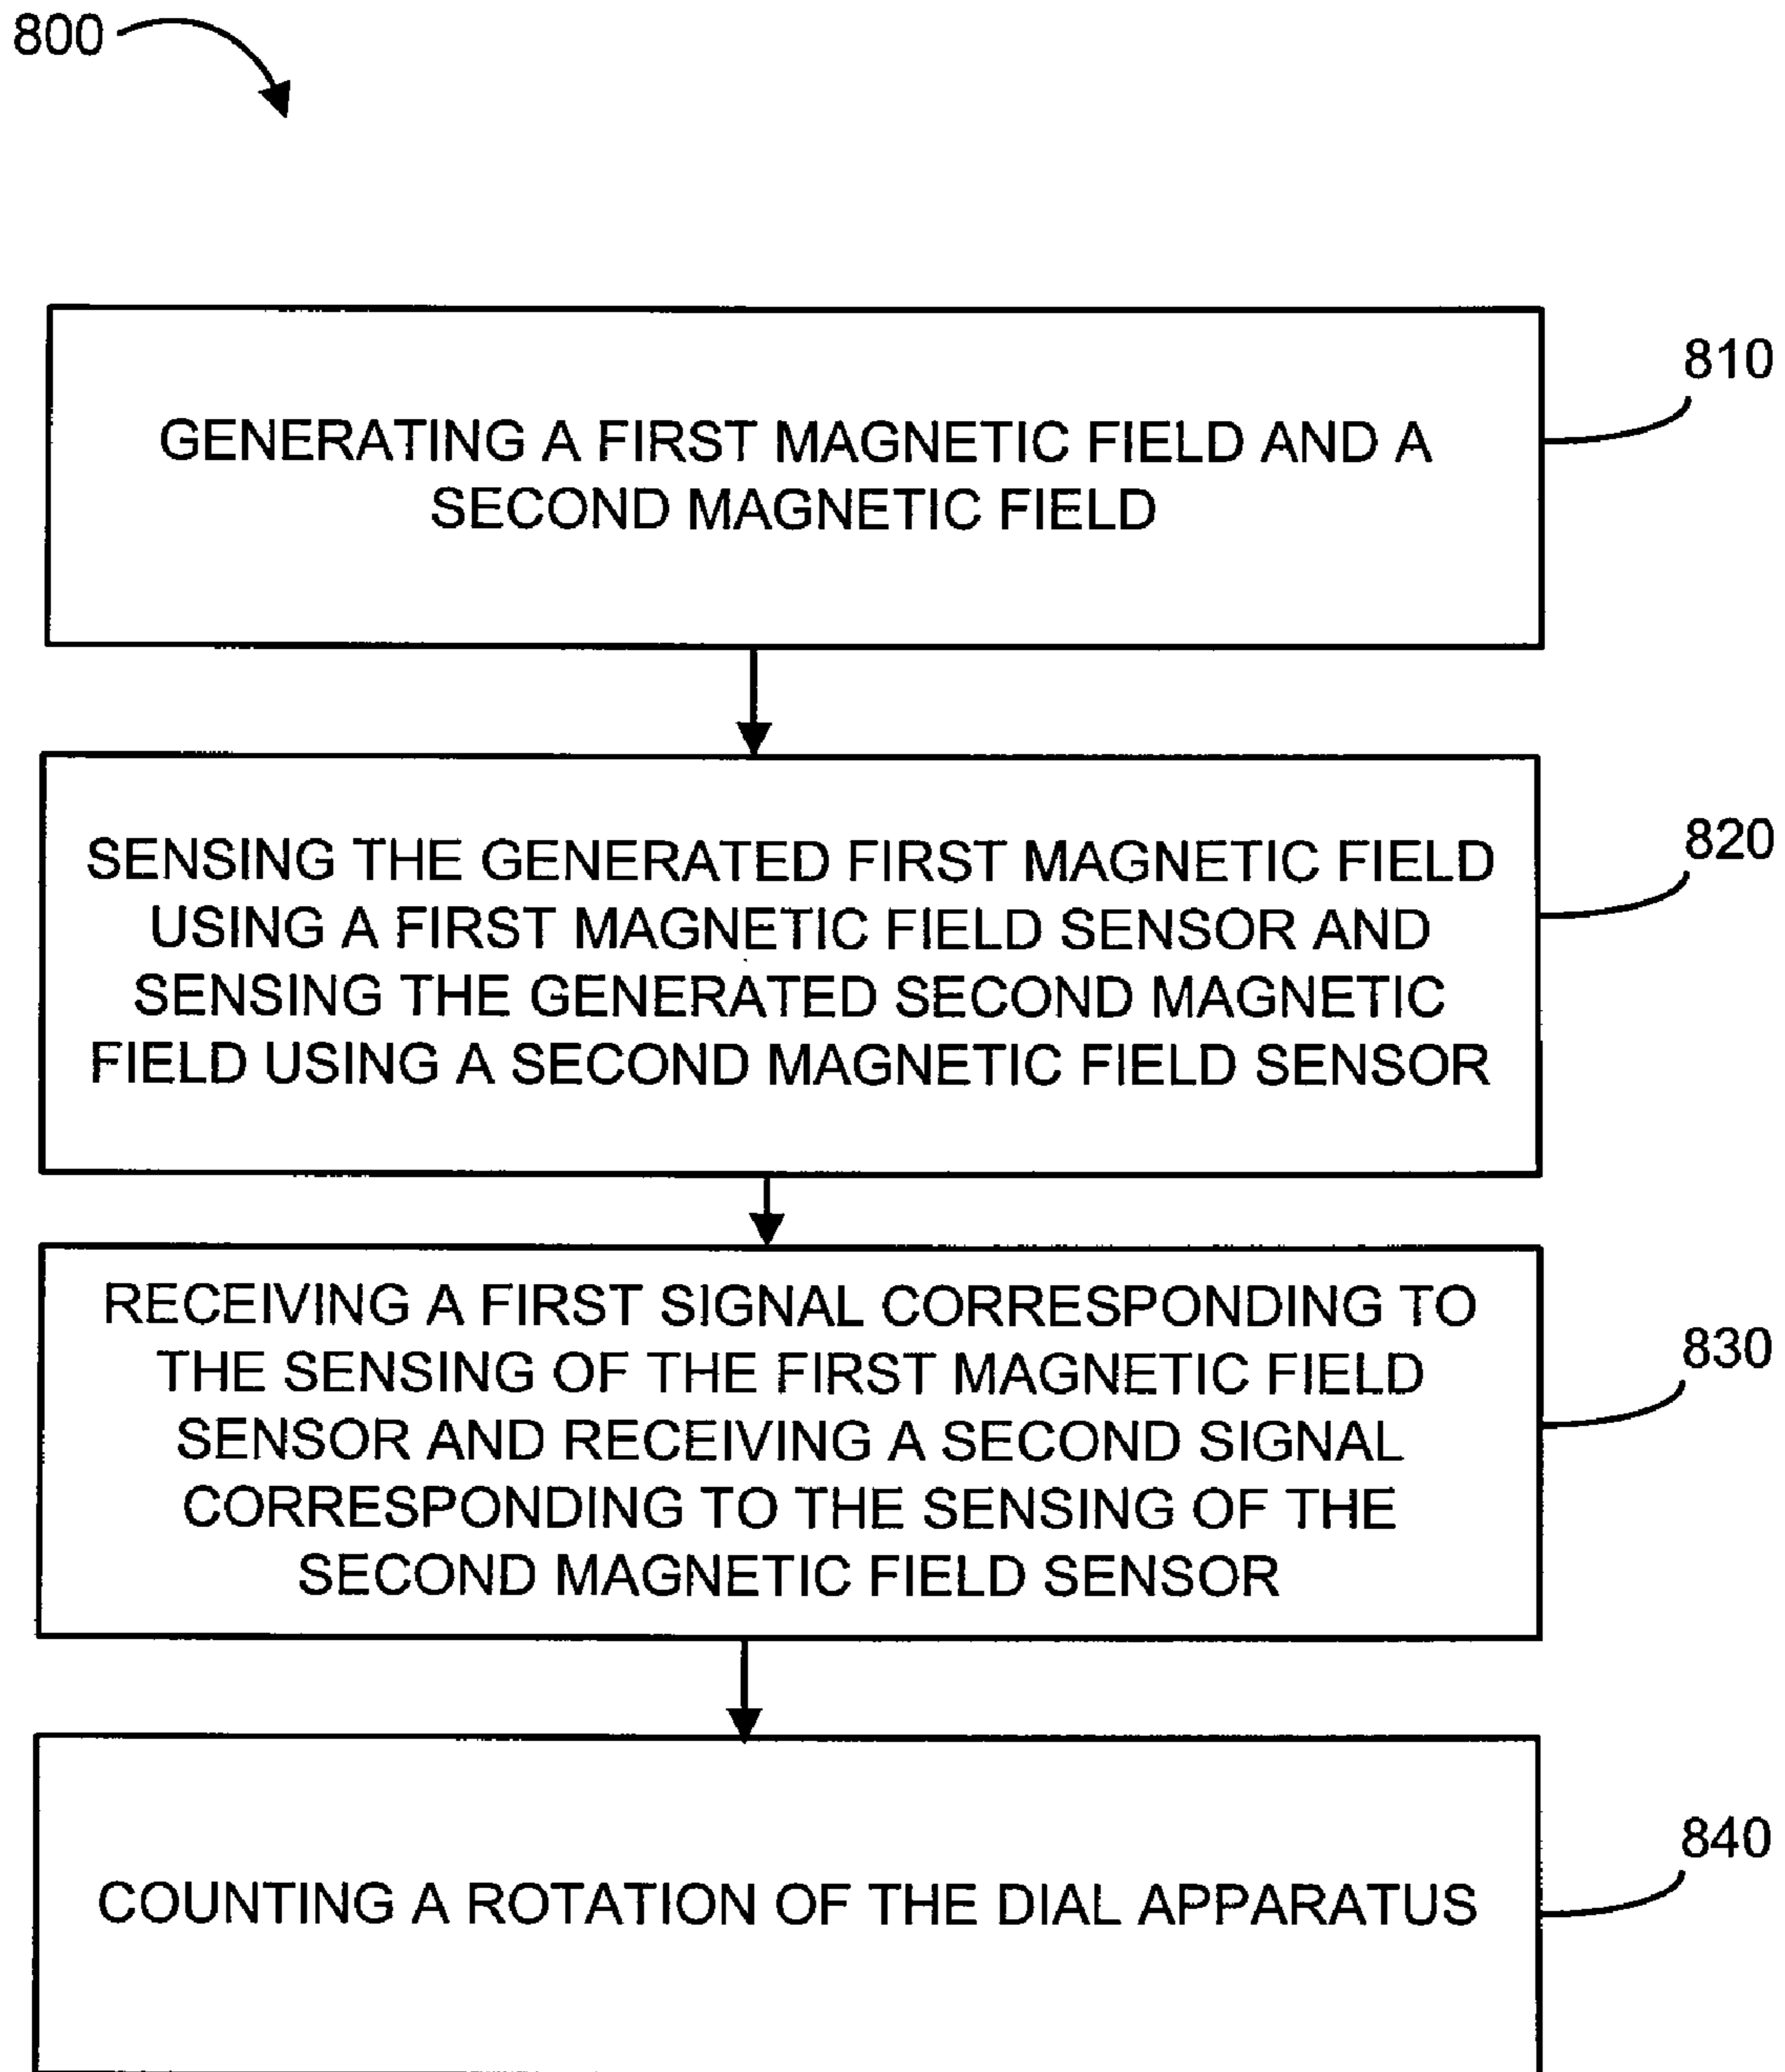 800
810
GENERATING A FIRST MAGNETIC FIELD AND A
SECOND MAGNETIC FIELD
820
SENSING THE GENERATED FIRST MAGNETIC FIELD
USING A FIRST MAGNETIC FIELD SENSOR AND
SENSING THE GENERATED SECOND MAGNETIC
FIELD USING A SECOND MAGNETIC FIELD SENSOR
830
RECEIVING A FIRST SIGNAL CORRESPONDING TO
THE SENSING OF THE FIRST MAGNETIC FIELD
SENSOR AND RECEIVING A SECOND SIGNAL
CORRESPONDING TO THE SENSING OF THE
SECOND MAGNETIC FIELD SENSOR
840
COUNTING A ROTATION OF THE DIAL APPARATUS